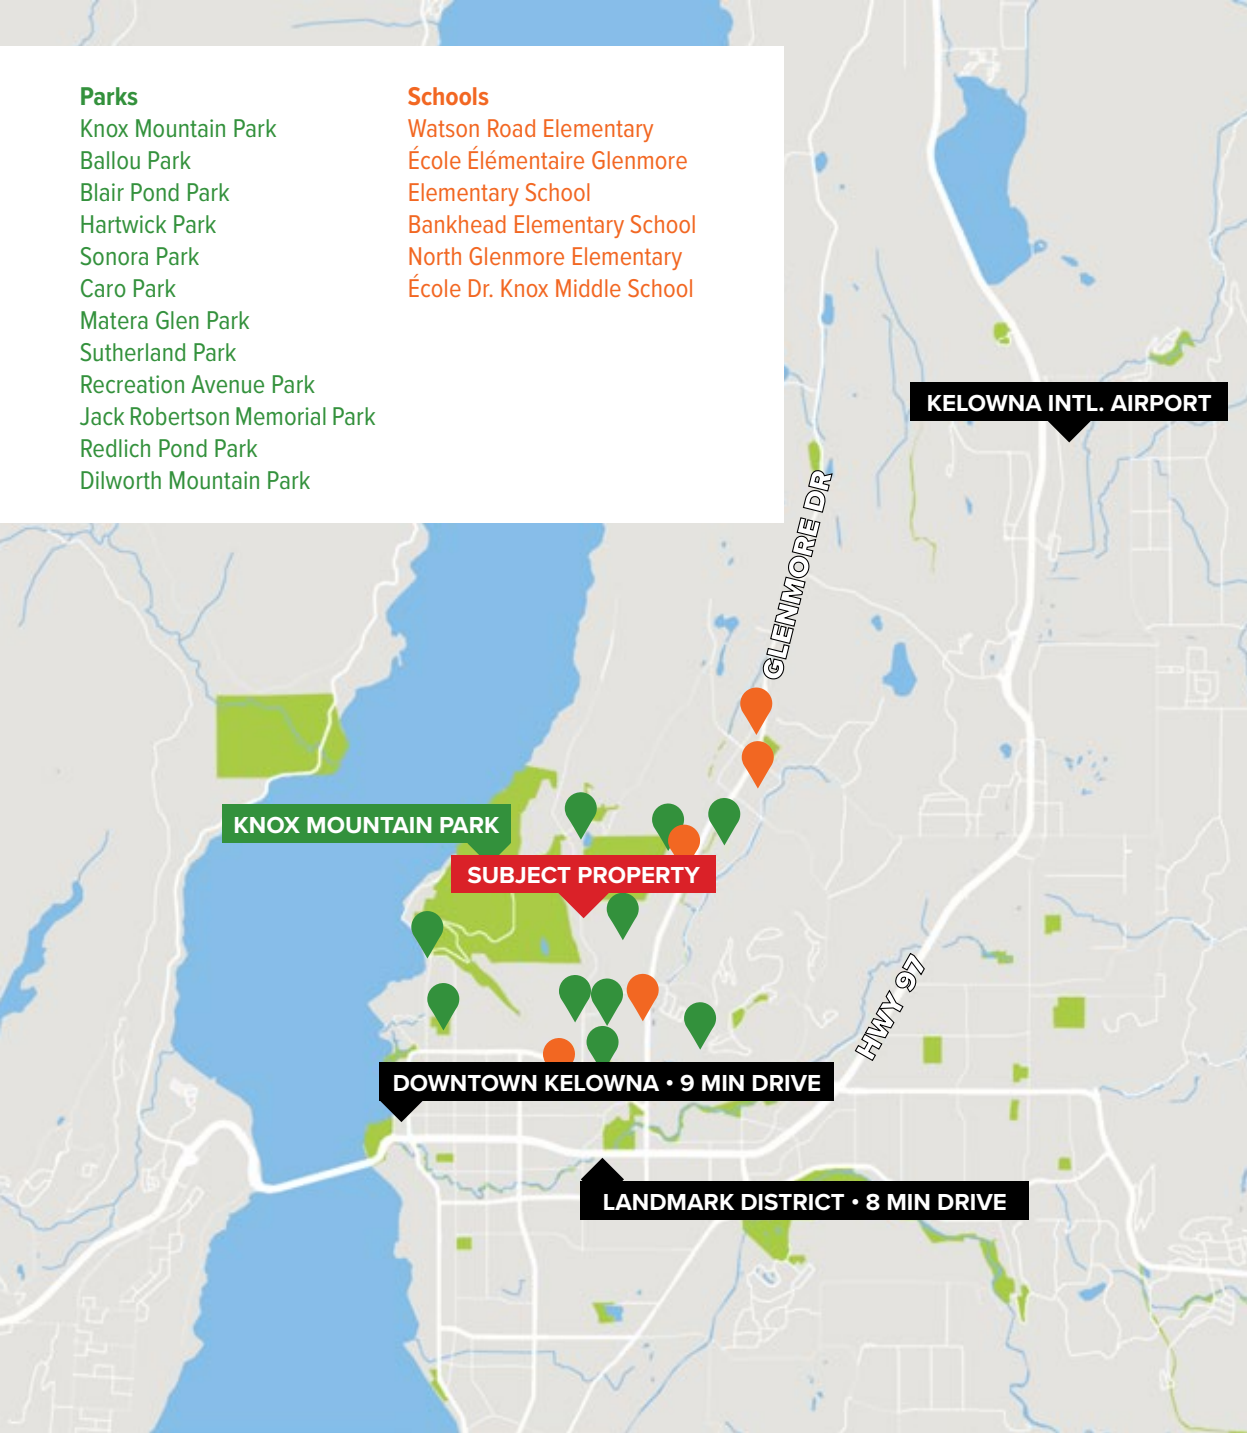 Parks
Knox Mountain Park
Ballou Park
Blair Pond Park
Hartwick Park
Sonora Park
Caro Park
Matera Glen Park
Sutherland Park
Recreation Avenue Park
Jack Robertson Memorial Park
Redlich Pond Park
Dilworth Mountain Park
Schools
Watson Road Elementary
École Élémentaire Glenmore
Elementary School
Bankhead Elementary School
North Glenmore Elementary
École Dr. Knox Middle School
KELOWNA INTL. AIRPORT
GLENMORE DR
KNOX MOUNTAIN PARK
SUBJECT PROPERTY
HWY 97
DOWNTOWN KELOWNA • 9 MIN DRIVE
LANDMARK DISTRICT • 8 MIN DRIVE